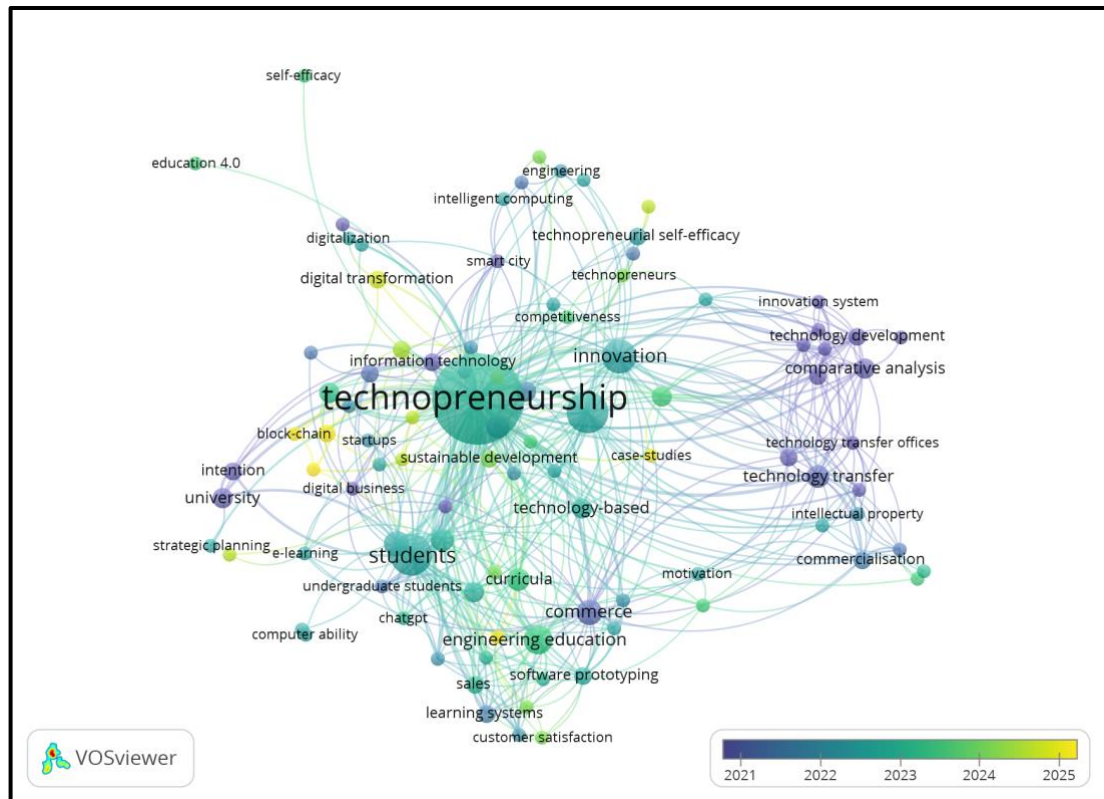 self-efficacy
education 4.0
engineering
intelligent computing
digitalization
technopreneurial self-efficacy
smart city
digital transformation
technopreneurs
innovation system
competitiveness
technology development
information technology
innovation
comparative analysis
technopreneurship
block-chain
startups
sustainable development
case-studies
technology transfer offices
intention
university
digital business
technology transfer
technology-based
intellectual property
strategic planning
e-learning
students
commercialisation
undergraduate students
curricula
motivation
chatgpt
commerce
computer ability
engineering education
sales
software prototyping
learning systems
customer satisfaction
VOSviewer
2021 2022 2023 2024 2025